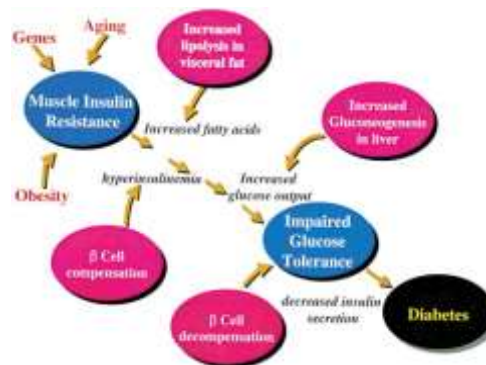 Genes
Aging
Increased
lipolysis in
visceral fat
Muscle Insulin
Resistance
Increased fatty acids
Increased
Gluconeogenesis
in liver
Obesity
hyperinsulinemia
Increased
glucose output
β Cell
compensation
Impaired
Glucose
Tolerance
β Cell
decompensation
decreased insulin
secretion
Diabetes